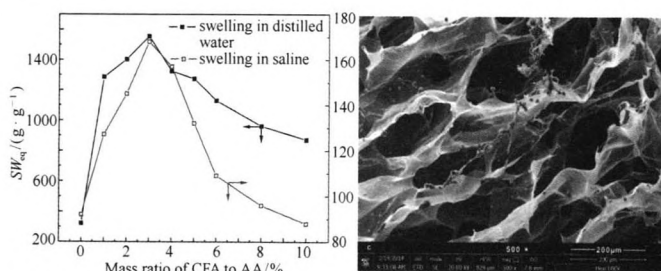 swelling in distilled
water
swelling in saline
SWeq/(g · g⁻¹)
1400
1000
600
200
180
160
140
120
100
80
0 2 4 6 8 10
Mass ratio of CFA to AA/%
500 x
200μm